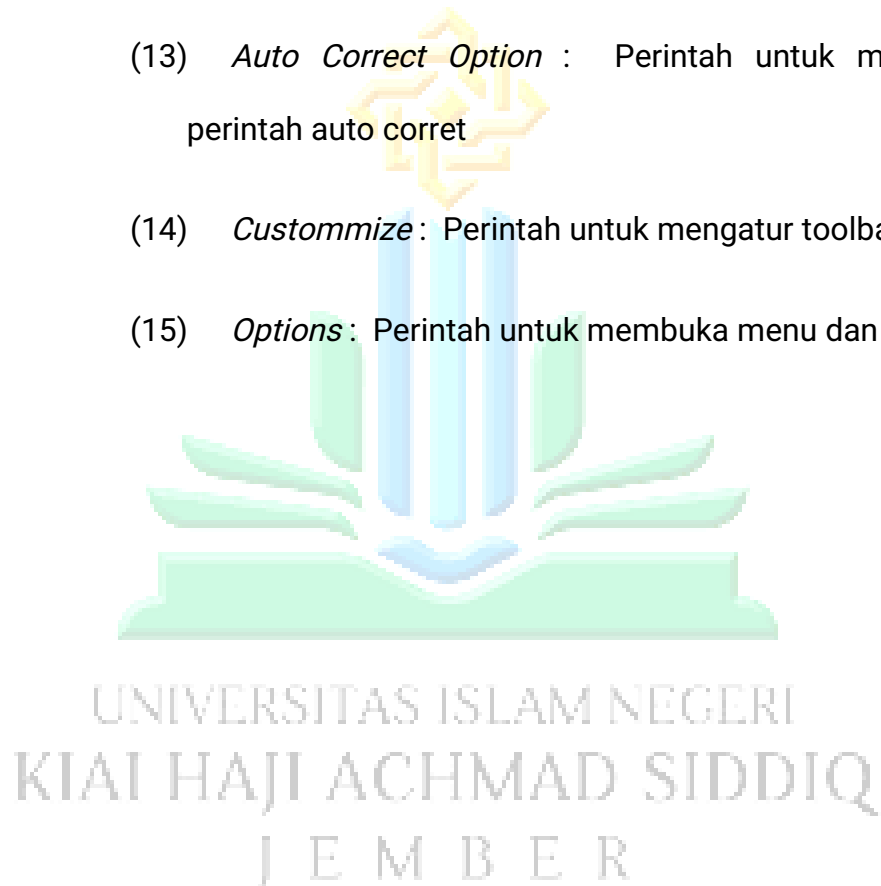 (13) Auto Correct Option : Perintah untuk
perintah auto corret
(14) Custommize : Perintah untuk mengatur
(15) Options : Perintah untuk membuka menu dan
UNIVERSITAS ISLAM NEGERI
KIAI HAJI ACHMAD SIDDIQ
JEMBER